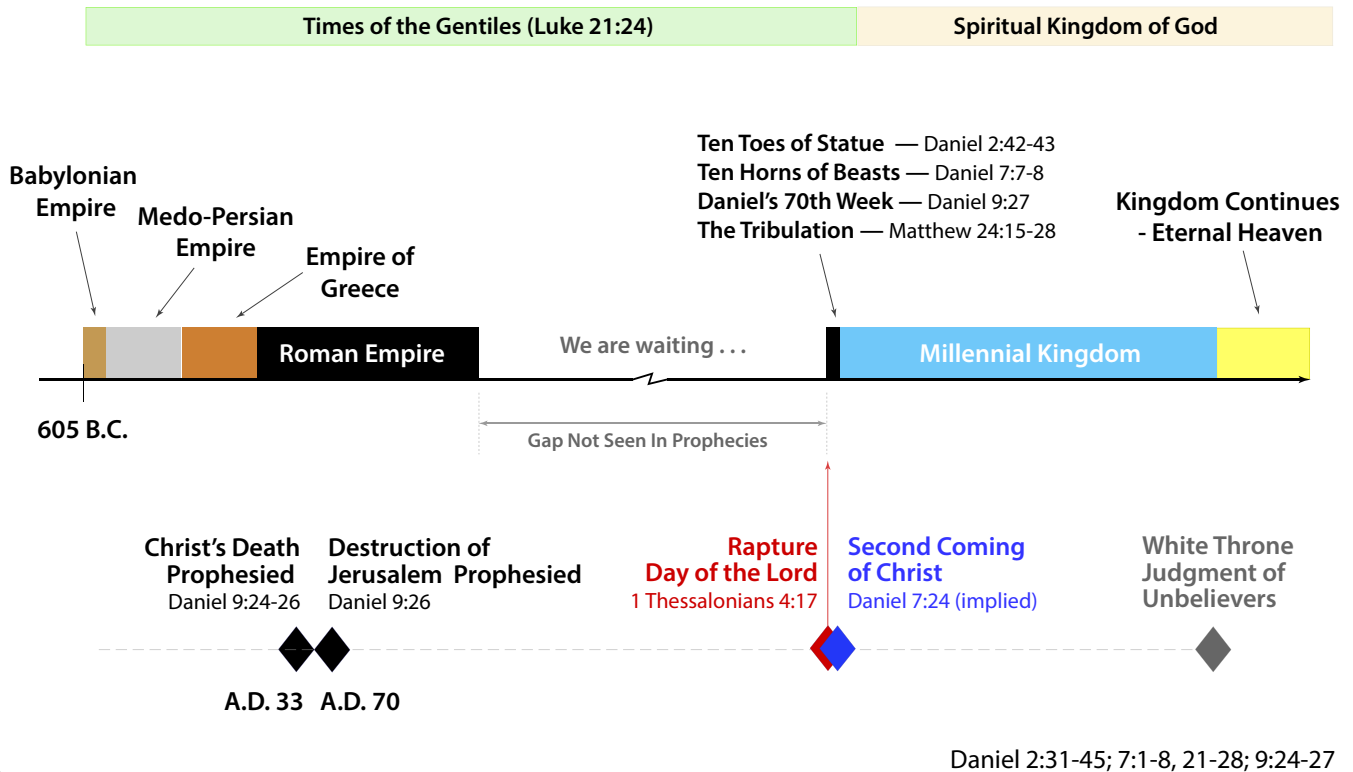 Times of the Gentiles (Luke 21:24)
Spiritual Kingdom of God
Ten Toes of Statue — Daniel 2:42-43
Ten Horns of Beasts — Daniel 7:7-8
Daniel's 70th Week — Daniel 9:27
The Tribulation — Matthew 24:15-28
Babylonian
Empire
Medo-Persian
Empire
Empire of
Greece
Kingdom Continues
- Eternal Heaven
Roman Empire
We are waiting . . .
Millennial Kingdom
605 B.C.
Gap Not Seen In Prophecies
Christ's Death
Prophesied
Daniel 9:24-26
Destruction of
Jerusalem Prophesied
Daniel 9:26
Rapture
Day of the Lord
1 Thessalonians 4:17
Second Coming
of Christ
Daniel 7:24 (implied)
White Throne
Judgment of
Unbelievers
A.D. 33
A.D. 70
Daniel 2:31-45; 7:1-8, 21-28; 9:24-27